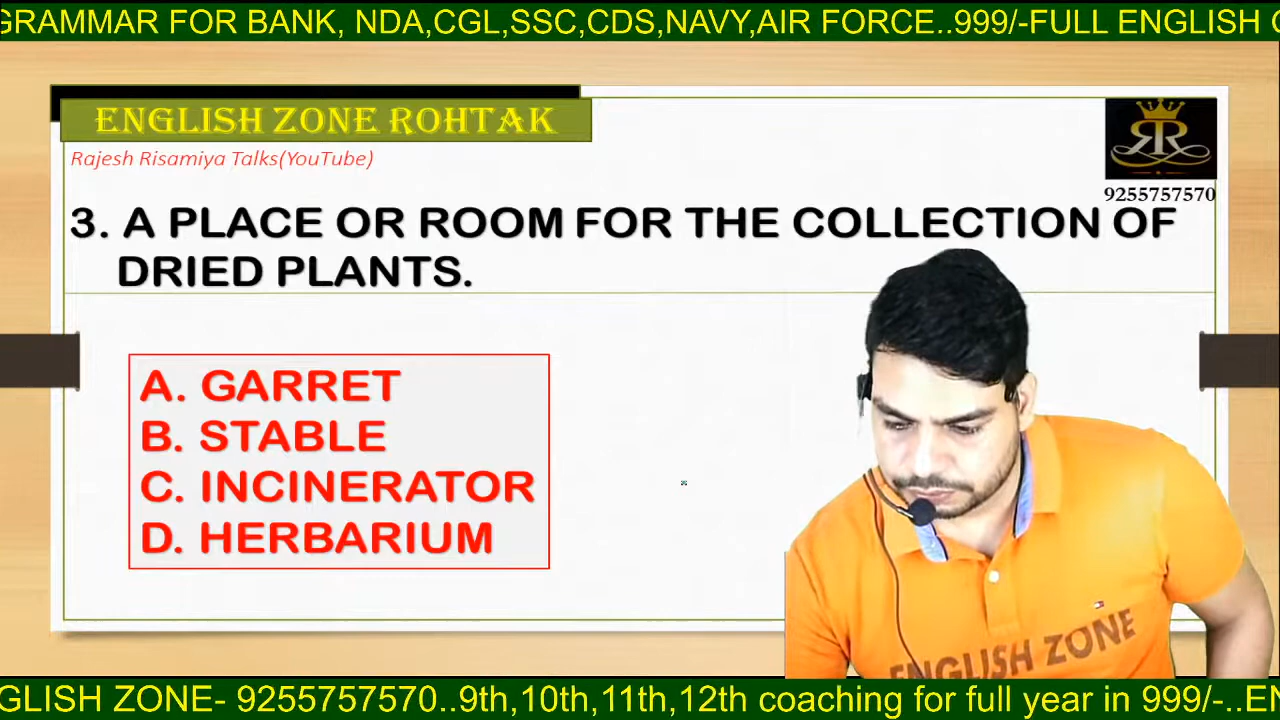 GRAMMAR FOR BANK, NDA,CGL,SSC,CDS,NAVY,AIR FORCE..999/-FULL ENGLISH
ENGLISH ZONE ROHTAK
Rajesh Risamiya Talks(YouTube)
RR
9255757570
3. A PLACE OR ROOM FOR THE COLLECTION OF
DRIED PLANTS.
A. GARRET
B. STABLE
C. INCINERATOR
D. HERBARIUM
ENGLISH ZONE
GLISH ZONE- 9255757570..9th,10th,11th,12th coaching for full year in 999/-..EN